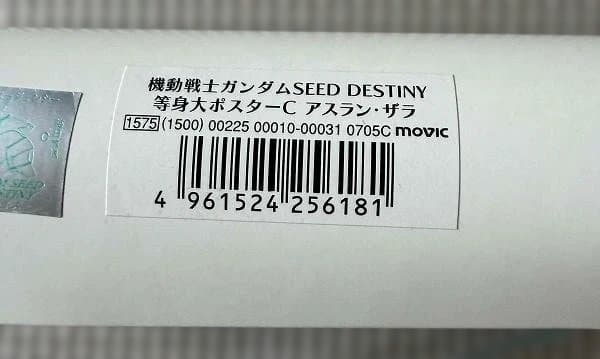 機動戦士ガンダムSEED DESTINY
等身大ポスターC アスラン・ザラ
1575 (1500) 00225 00010-00031 0705C movic
4 961524 256181